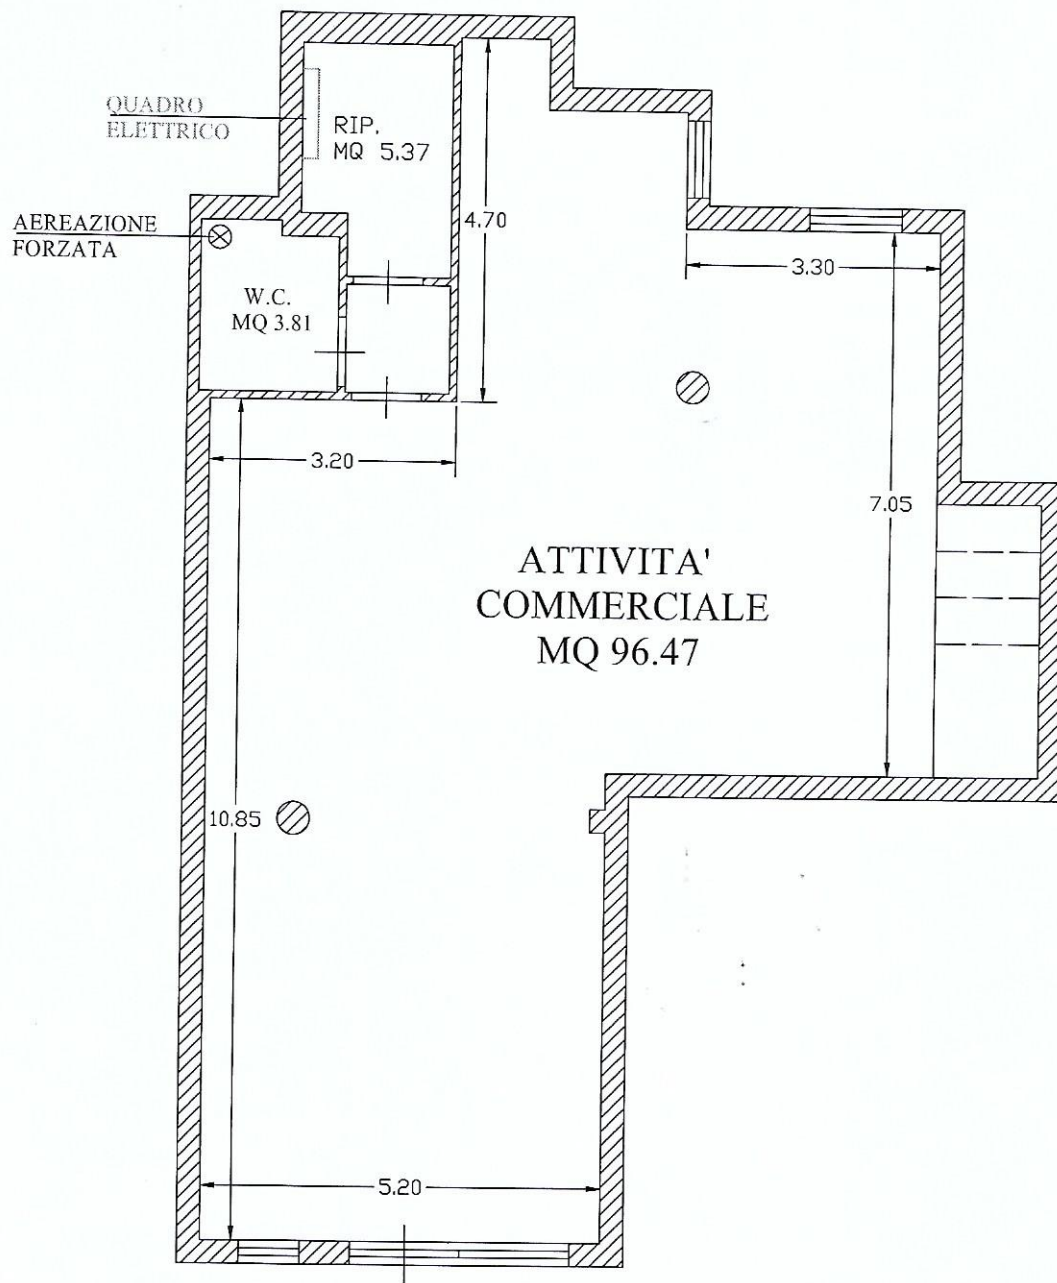 QUADRO
ELETTRICO
RIP.
MQ 5.37
AEREAZIONE
FORZATA
4.70
3.30
W.C.
MQ 3.81
3.20
7.05
ATTIVITA'
COMMERCIALE
MQ 96.47
10.85
5.20